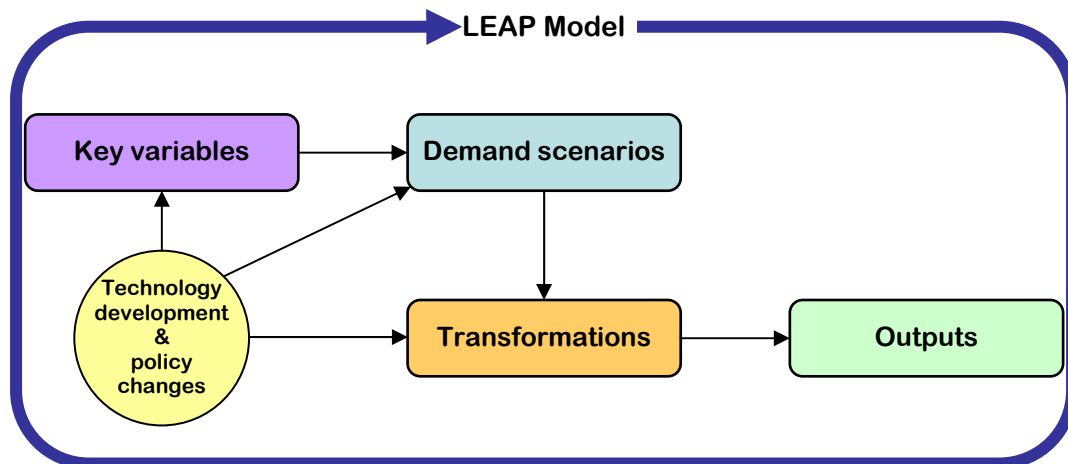 LEAP Model
Key variables
Demand scenarios
Technology
development
&
policy
changes
Transformations
Outputs